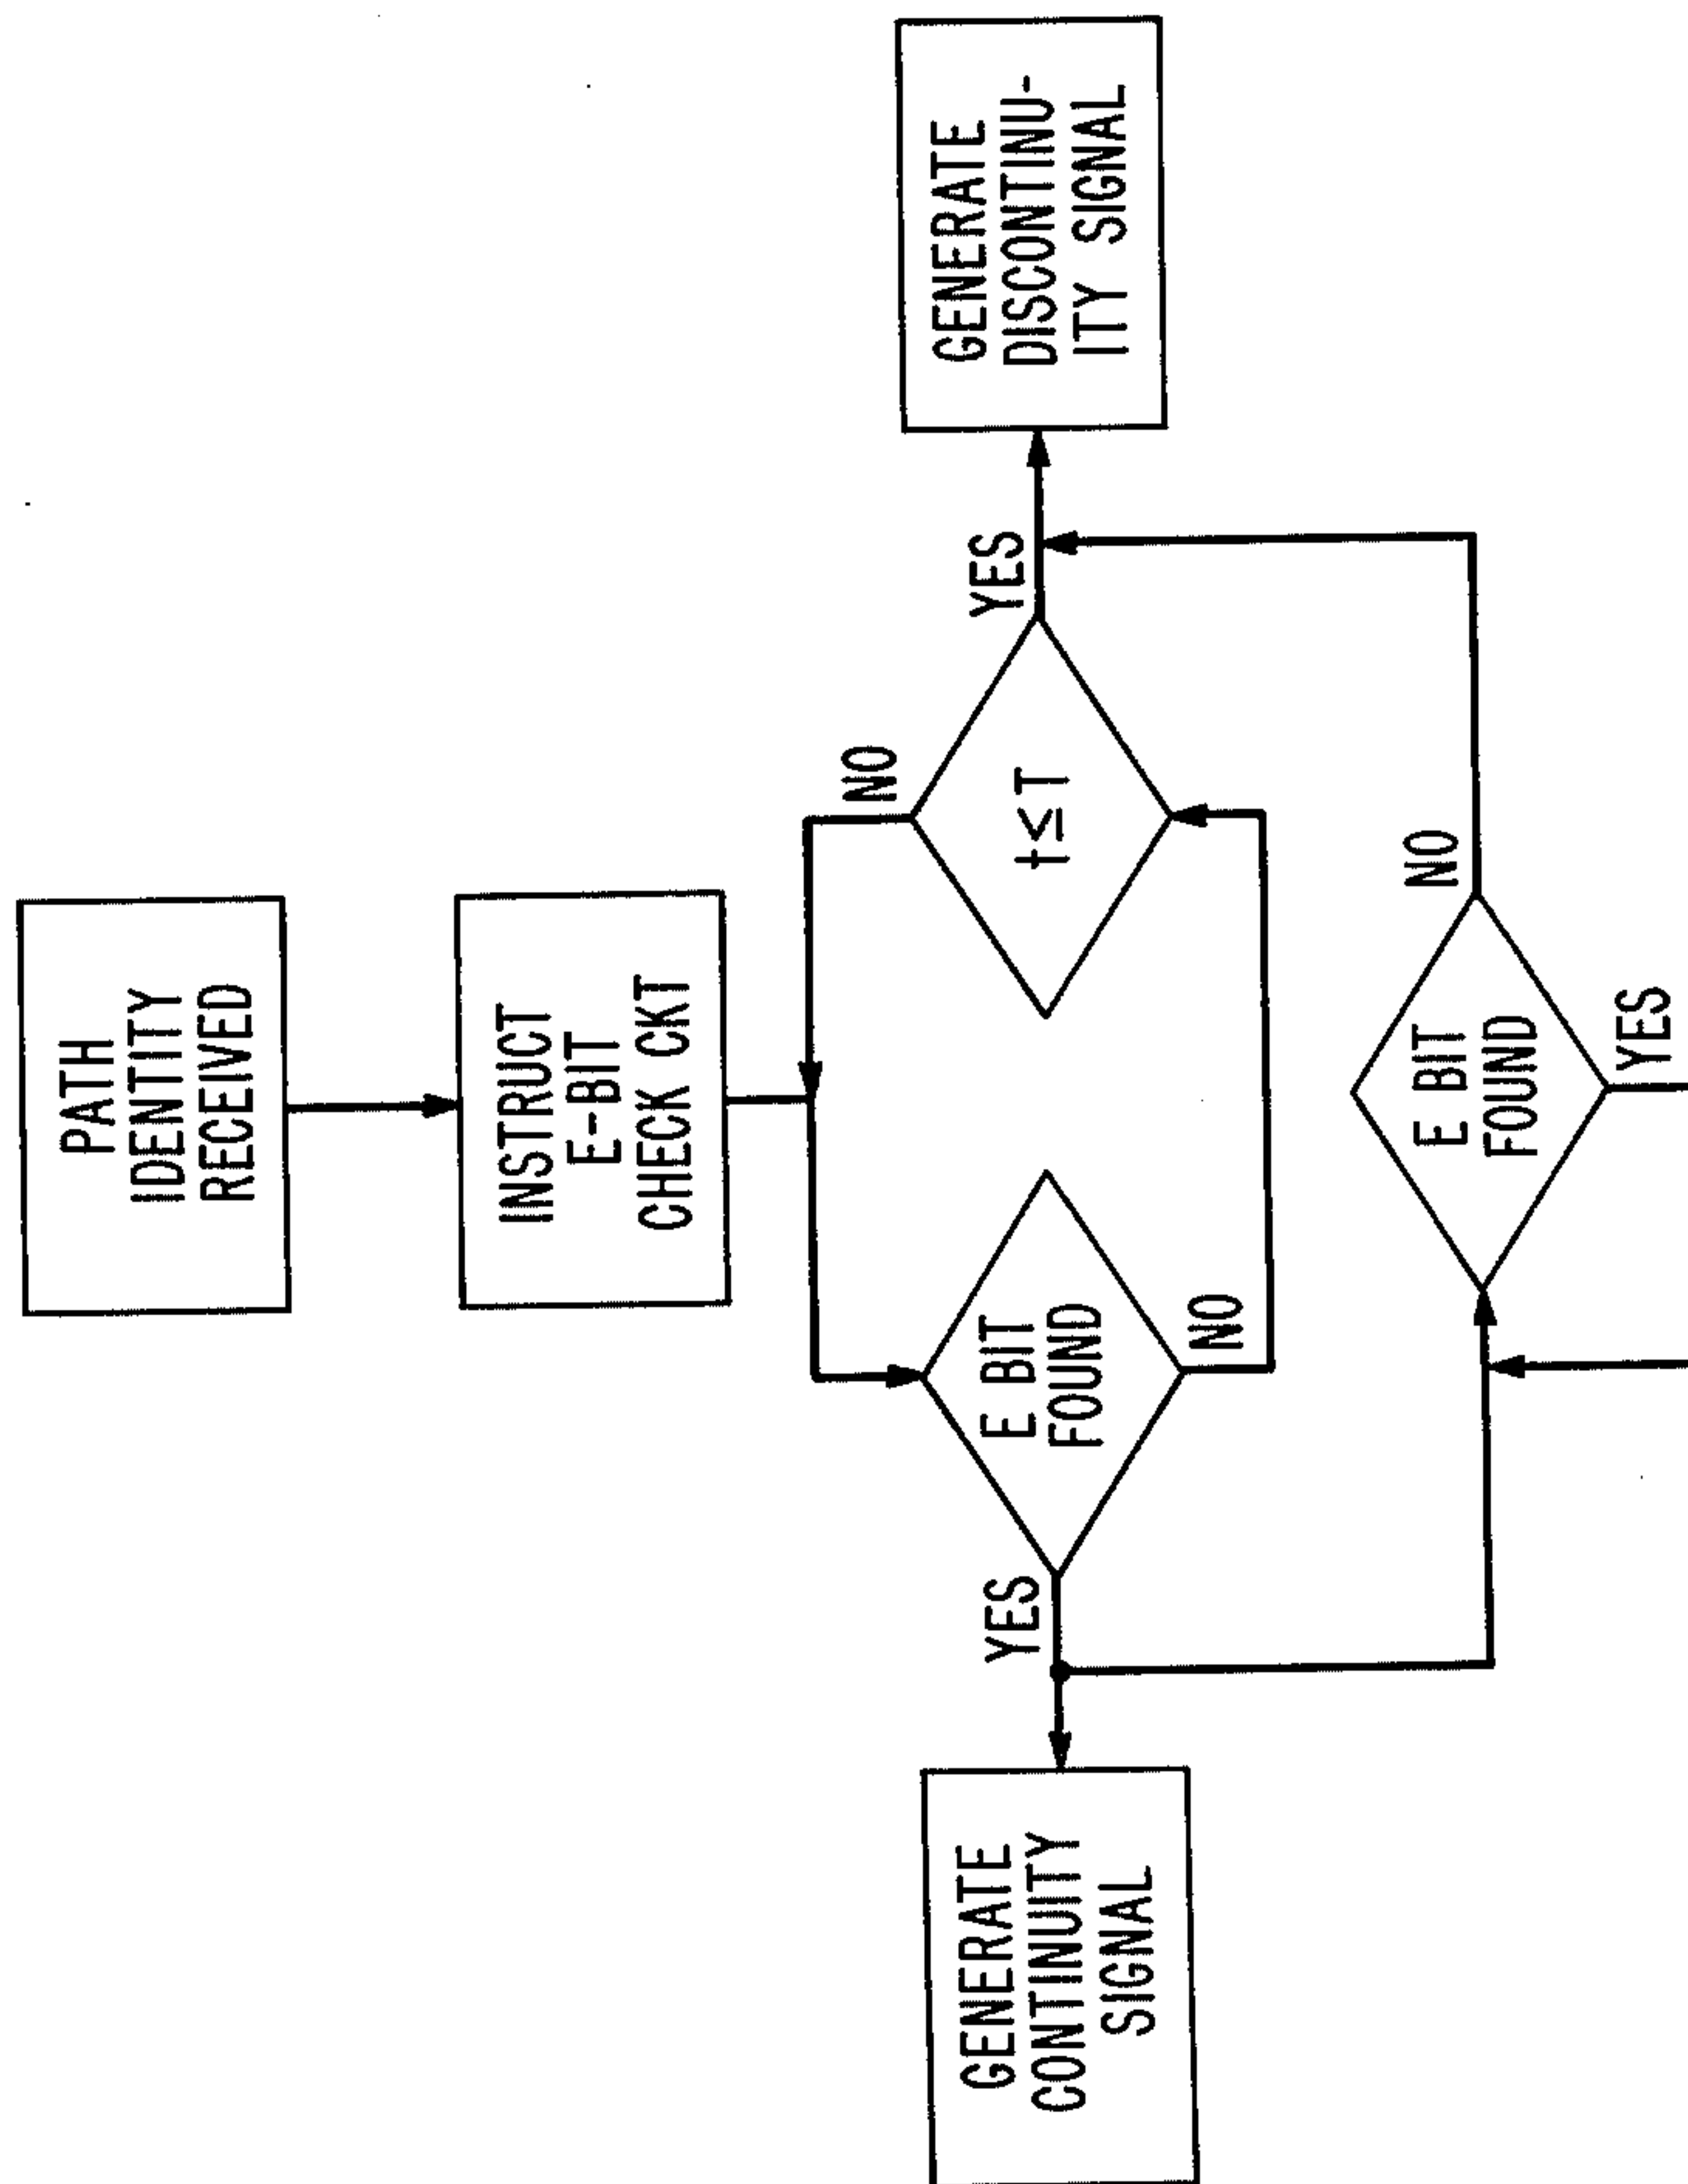 PATH
IDENTITY
RECEIVED
INSTRUCT
E-BIT
CHECK CKT
NO
YES
E BIT
FOUND
t≤T
YES
NO
GENERATE
CONTINUITY
SIGNAL
GENERATE
DISCONTINU-
ITY SIGNAL
E BIT
FOUND
NO
YES